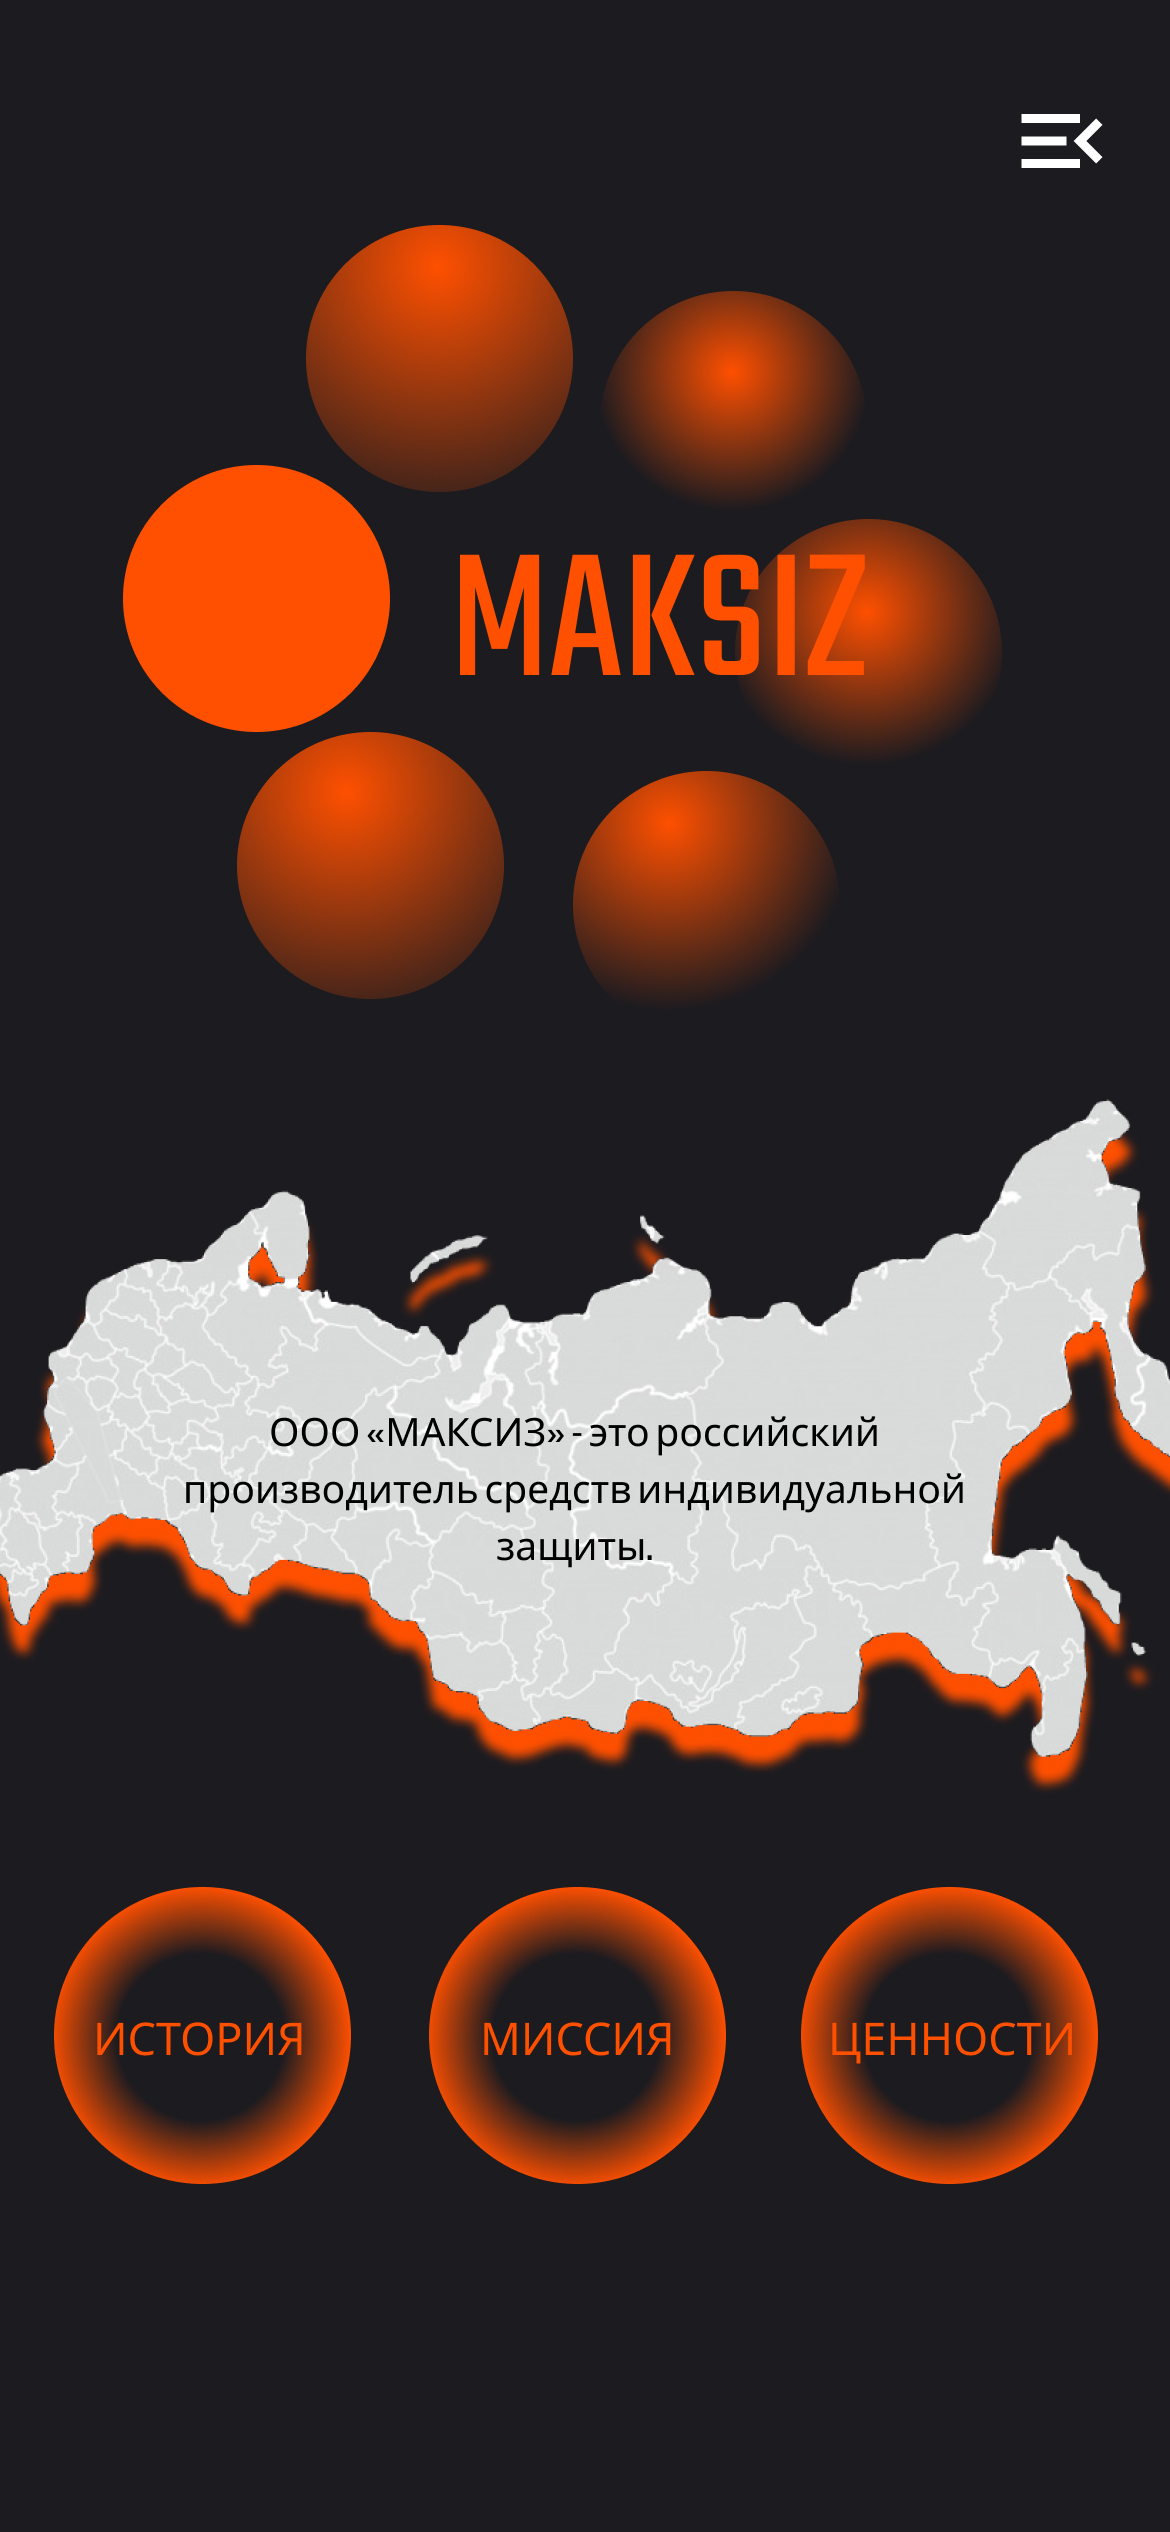 MAKSIZ
ООО «МАКСИЗ» - это российский
производитель средств индивидуальной
защиты.
ИСТОРИЯ
МИССИЯ
ЦЕННОСТИ